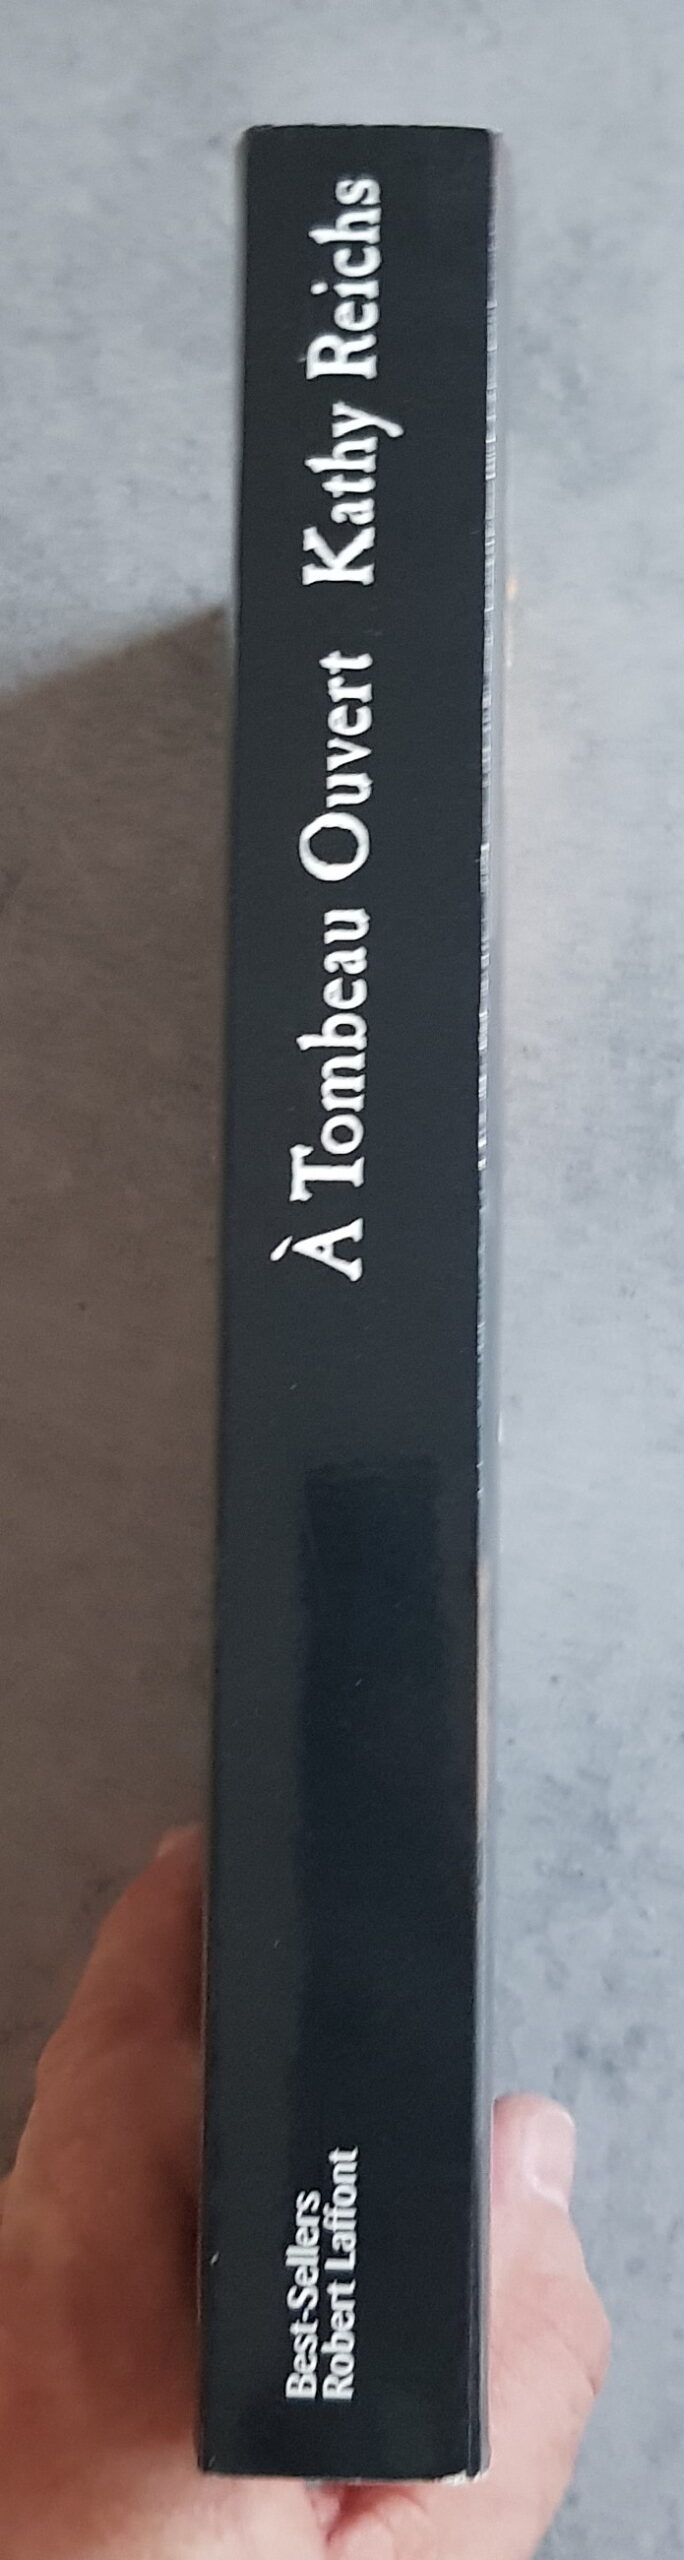 À Tombeau Ouvert Kathy Reichs
Best-Sellers
Robert Laffont